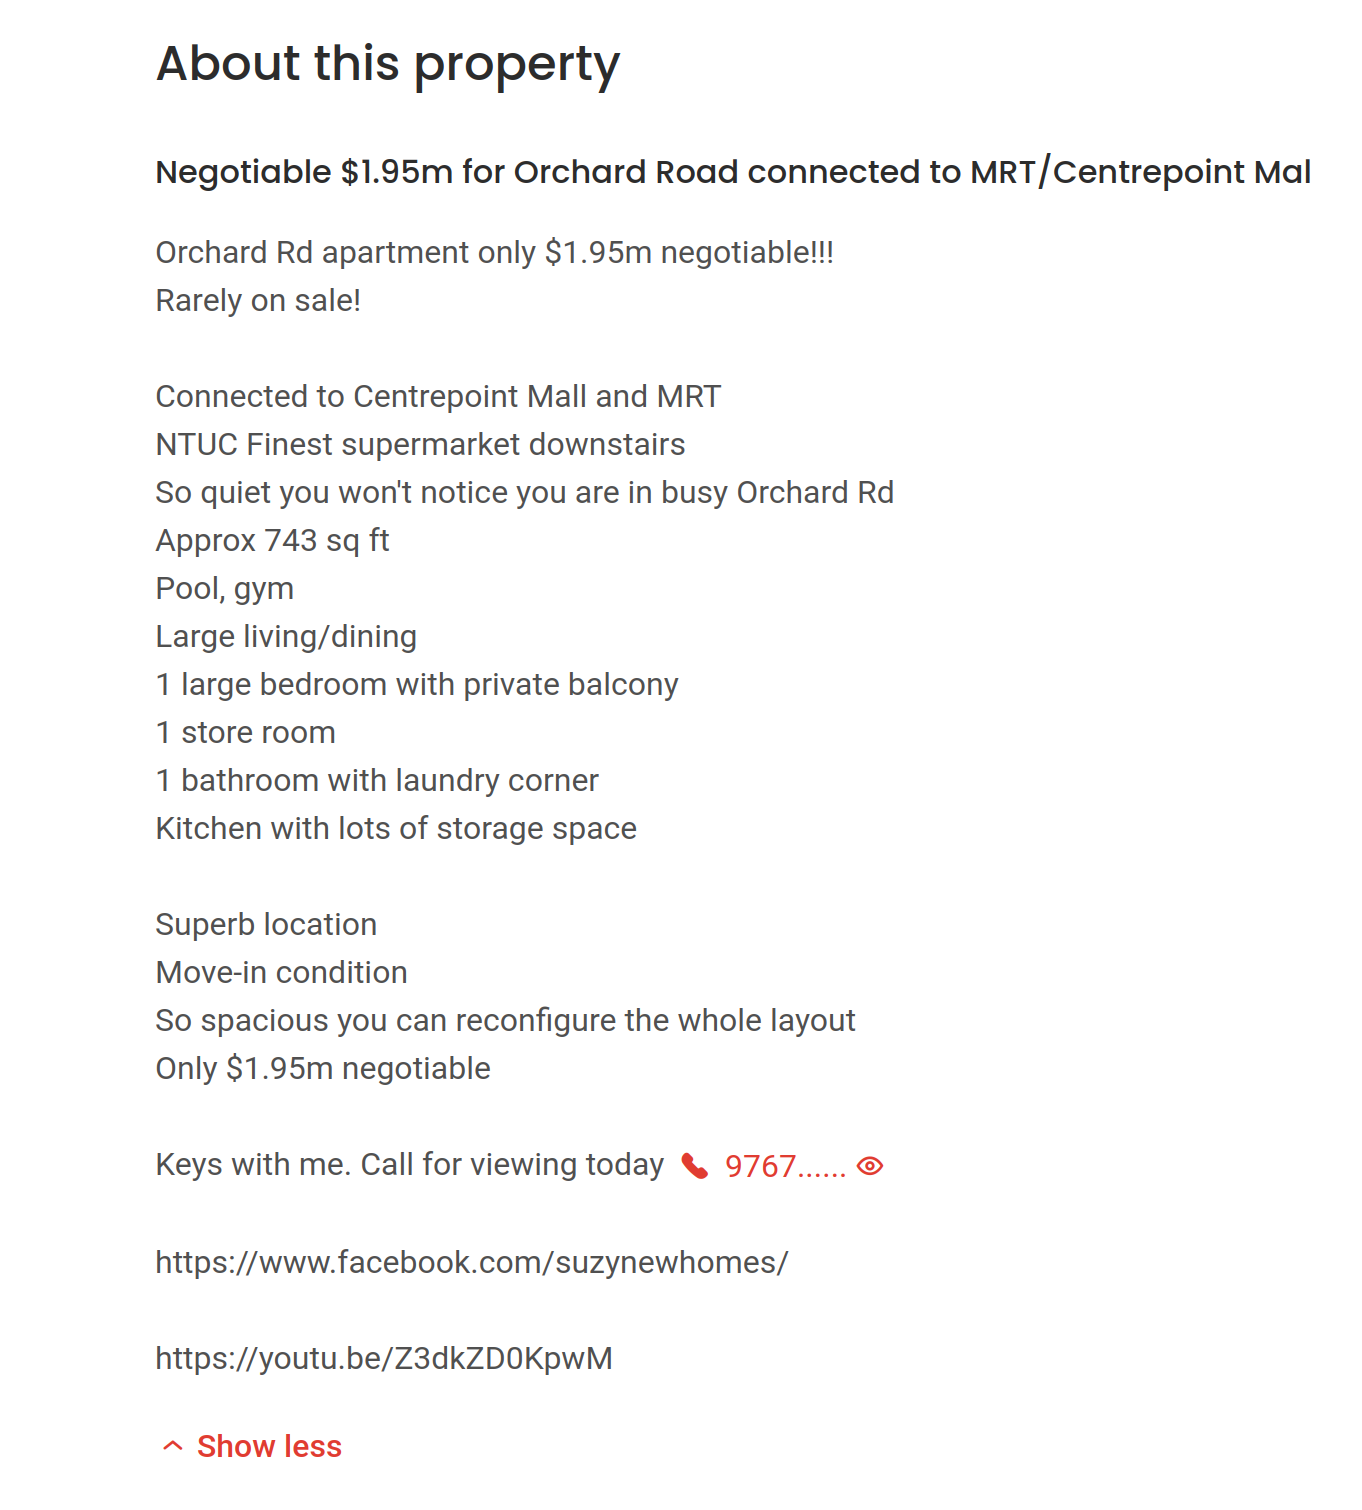 About this property
Negotiable $1.95m for Orchard Road connected to MRT/Centrepoint Mal
Orchard Rd apartment only $1.95m negotiable!!!
Rarely on sale!
Connected to Centrepoint Mall and MRT
NTUC Finest supermarket downstairs
So quiet you won't notice you are in busy Orchard Rd
Approx 743 sq ft
Pool, gym
Large living/dining
1 large bedroom with private balcony
1 store room
1 bathroom with laundry corner
Kitchen with lots of storage space
Superb location
Move-in condition
So spacious you can reconfigure the whole layout
Only $1.95m negotiable
Keys with me. Call for viewing today 9767......
https://www.facebook.com/suzynewhomes/
https://youtu.be/Z3dkZD0KpwM
Show less